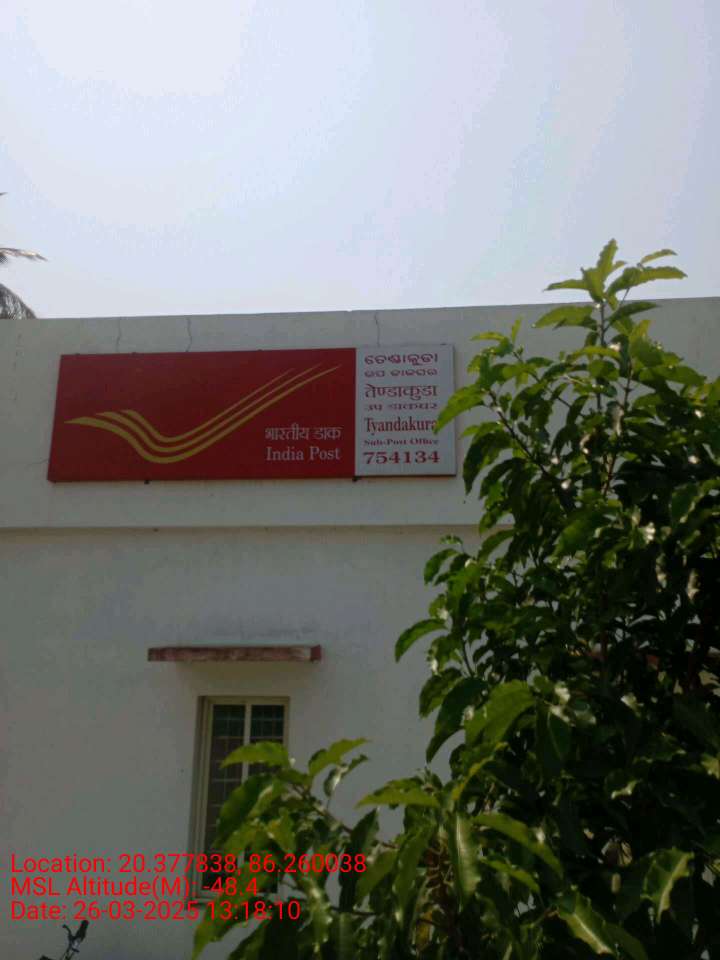 भारतीय डाक
India Post
ତେଣ୍ଡାକୁଡା
ଉପ ଡାକଘର
तेण्डाकुडा
उप डाकघर
Tyandakura
Sub-Post Office
754134
Location: 20.377838, 86.260038
MSL Altitude(M): -48.4
Date: 26-03-2025 13:18:10